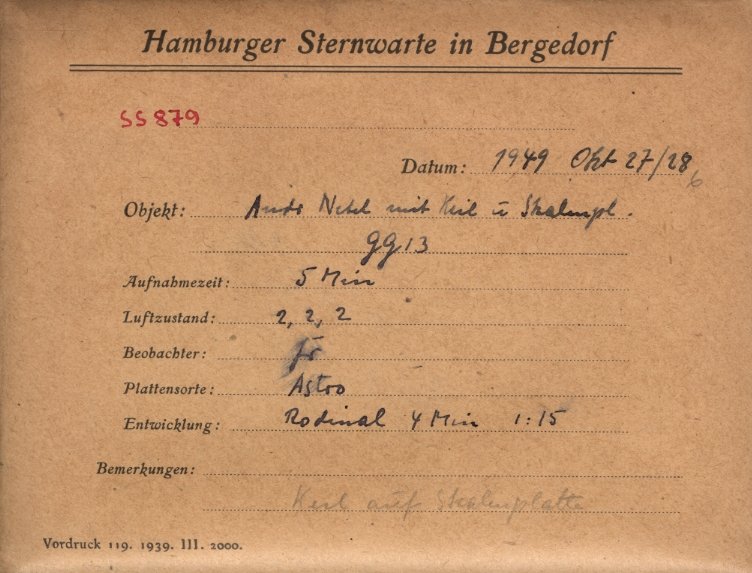 Hamburger Sternwarte in Bergedorf
SS 879
Datum: 1949 Okt 27/28
Objekt: Andr Nebel mit Keil u Skalenpl.
GG 13
Aufnahmezeit: 5 Min
Luftzustand: 2, 2, 2
Beobachter:
Plattensorte: Astro
Entwicklung: Rodinal 4 Min 1:15
Bemerkungen:
Keil auf Skalenplatte
Vordruck 119. 1939. III. 2000.